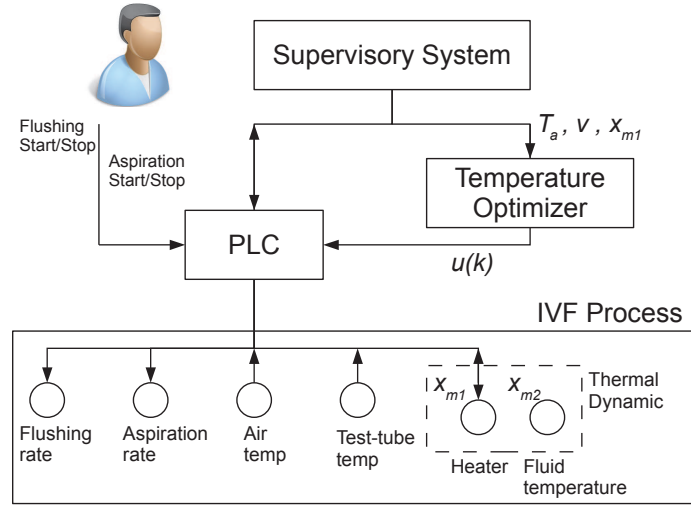 Supervisory System
Flushing
Start/Stop
Aspiration
Start/Stop
T_a , v , x_m1
Temperature
Optimizer
PLC
u(k)
IVF Process
x_m1
x_m2
Thermal
Dynamic
Flushing
rate
Aspiration
rate
Air
temp
Test-tube
temp
Heater
Fluid
temperature